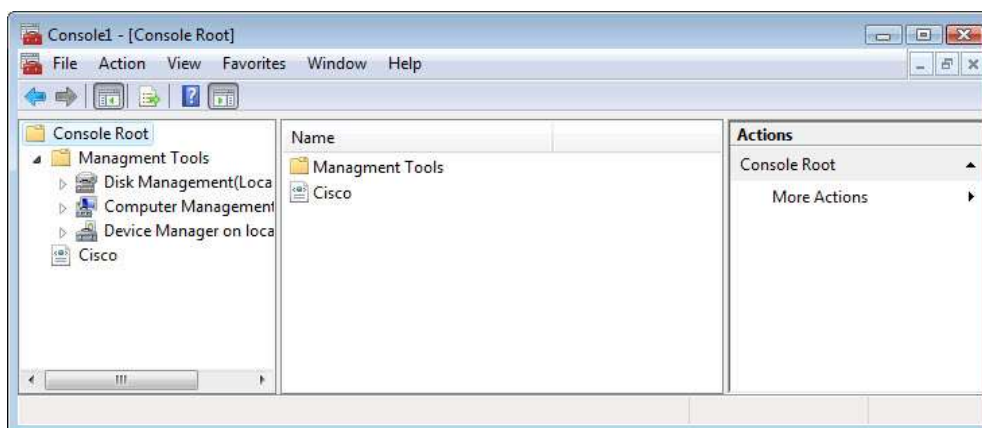 Console1 - [Console Root]
File Action View Favorites Window Help
Console Root
Managment Tools
Disk Management(Loca
Computer Management
Device Manager on loca
Cisco
Name
Managment Tools
Cisco
Actions
Console Root
More Actions